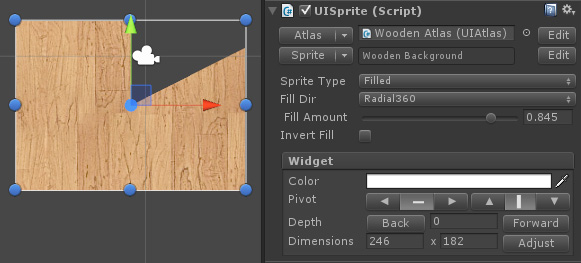 UISprite (Script)
Atlas Wooden Atlas (UIAtlas) Edit
Sprite Wooden Background Edit
Sprite Type Filled
Fill Dir Radial360
Fill Amount 0.845
Invert Fill
Widget
Color
Pivot
Depth Back 0 Forward
Dimensions 246 x 182 Adjust